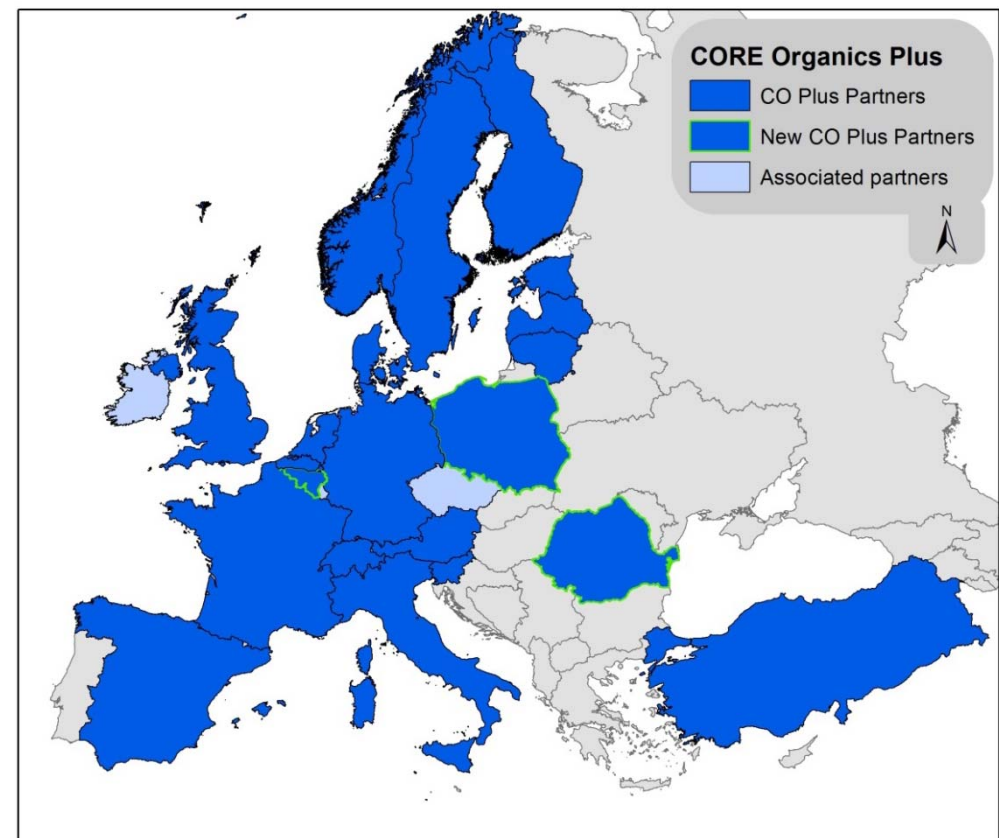 CORE Organics Plus
CO Plus Partners
New CO Plus Partners
Associated partners
N